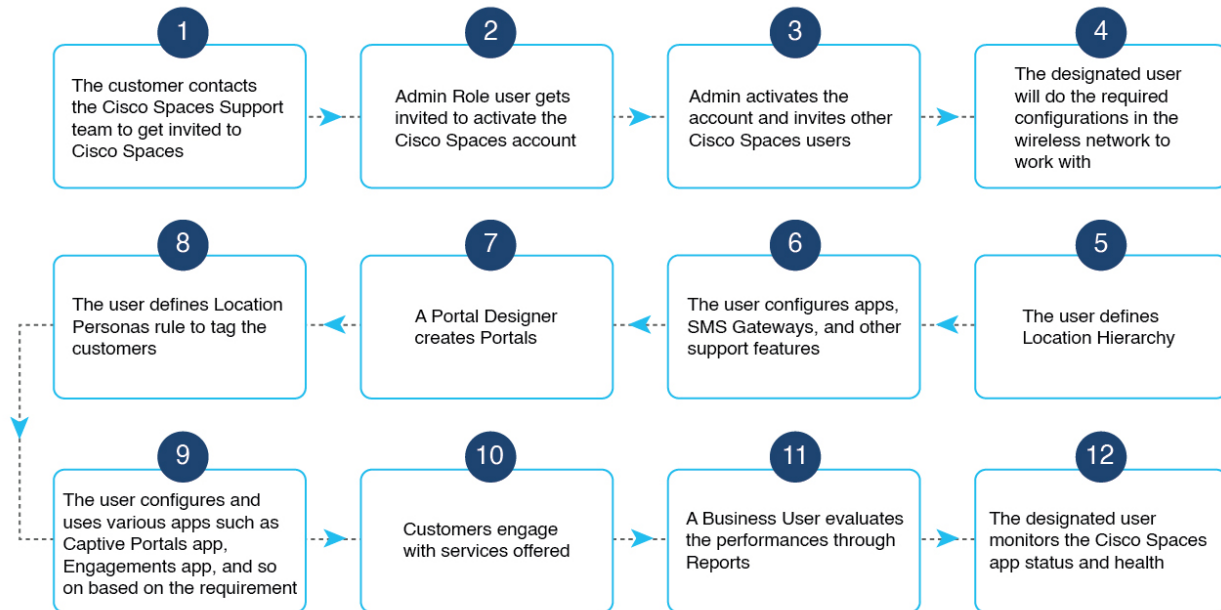 1
The customer contacts
the Cisco Spaces Support
team to get invited to
Cisco Spaces
2
Admin Role user gets
invited to activate the
Cisco Spaces account
3
Admin activates the
account and invites other
Cisco Spaces users
4
The designated user
will do the required
configurations in the
wireless network to
work with
5
The user defines
Location Hierarchy
6
The user configures apps,
SMS Gateways, and other
support features
7
A Portal Designer
creates Portals
8
The user defines Location
Personas rule to tag the
customers
9
The user configures and
uses various apps such as
Captive Portals app,
Engagements app, and so
on based on the requirement
10
Customers engage
with services offered
11
A Business User evaluates
the performances through
Reports
12
The designated user
monitors the Cisco Spaces
app status and health